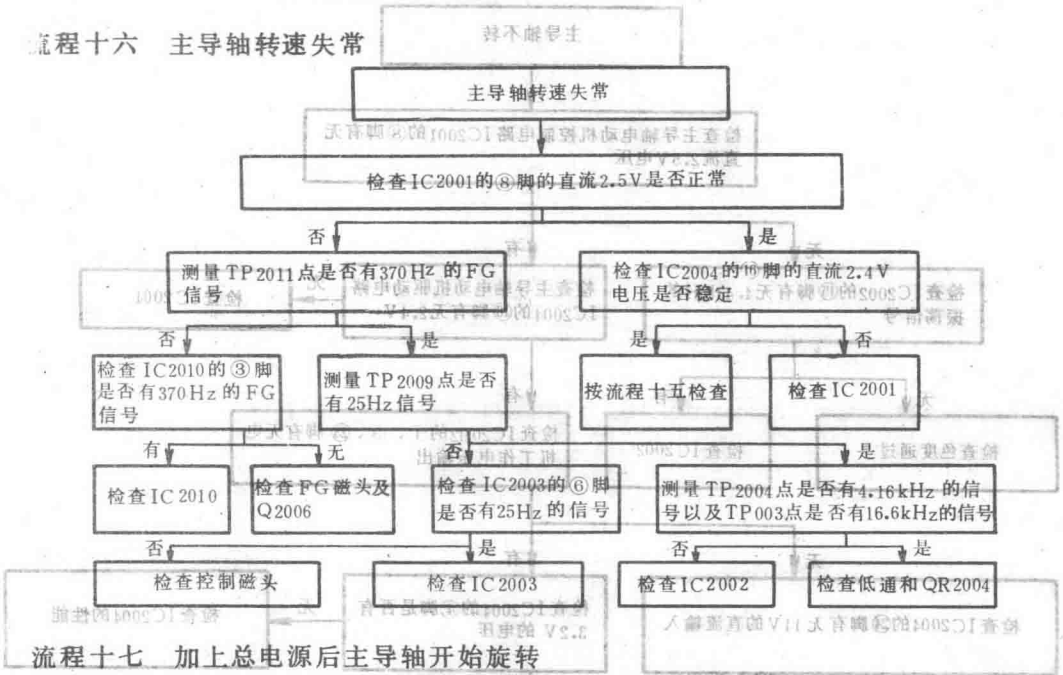 流程十六 主导轴转速失常
主导轴转速失常
检查IC2001的⑧脚的直流2.5V是否正常
否
是
测量TP2011点是否有370Hz的FG
信号
检查IC2004的⑯脚的直流2.4V
电压是否稳定
否
是
是
否
检查IC2010的③脚
是否有370Hz的FG
信号
测量TP2009点是否
有25Hz信号
按流程十五检查
检查IC2001
有
无
否
是
检查IC2010
检查FG磁头及
Q2006
检查IC2003的⑥脚
是否有25Hz的信号
测量TP2004点是否有4.16kHz的信
号以及TP003点是否有16.6kHz的信号
否
是
否
是
检查控制磁头
检查IC2003
检查IC2002
检查低通和QR2004
流程十七 加上总电源后主导轴开始旋转